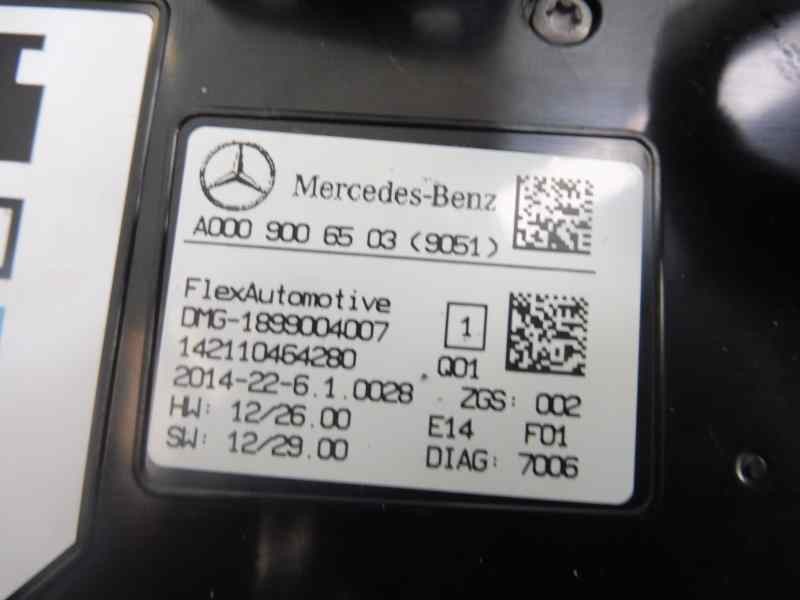 Mercedes-Benz
A000 900 65 03 (9051)
FlexAutomotive
DMG-1899004007
1
142110464280
Q01
2014-22-6.1.0028
ZGS: 002
HW: 12/26.00
E14 F01
SW: 12/29.00
DIAG: 7006